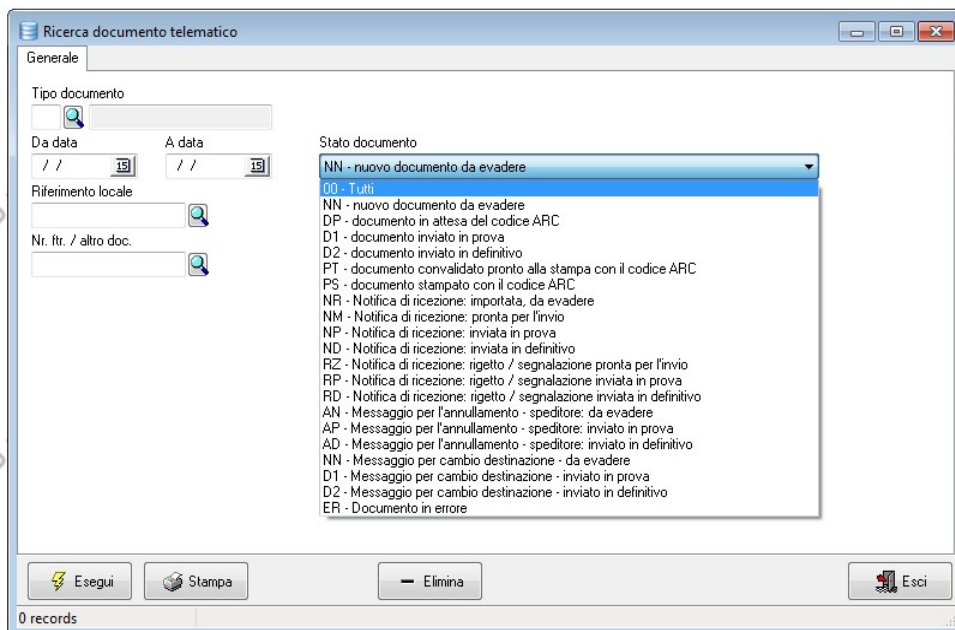 Ricerca documento telematico
Generale
Tipo documento
Da data A data Stato documento
/ / 15 / / 15 NN - nuovo documento da evadere
Riferimento locale
Nr. ftr. / altro doc.
00 - Tutti
NN - nuovo documento da evadere
DP - documento in attesa del codice ARC
D1 - documento inviato in prova
D2 - documento inviato in definitivo
PT - documento convalidato pronto alla stampa con il codice ARC
PS - documento stampato con il codice ARC
NR - Notifica di ricezione: importata, da evadere
NM - Notifica di ricezione: pronta per l'invio
NP - Notifica di ricezione: inviata in prova
ND - Notifica di ricezione: inviata in definitivo
RZ - Notifica di ricezione: rigetto / segnalazione pronta per l'invio
RP - Notifica di ricezione: rigetto / segnalazione inviata in prova
RD - Notifica di ricezione: rigetto / segnalazione inviata in definitivo
AN - Messaggio per l'annullamento - speditore: da evadere
AP - Messaggio per l'annullamento - speditore: inviato in prova
AD - Messaggio per l'annullamento - speditore: inviato in definitivo
NN - Messaggio per cambio destinazione - da evadere
D1 - Messaggio per cambio destinazione - inviato in prova
D2 - Messaggio per cambio destinazione - inviato in definitivo
ER - Documento in errore
Esegui Stampa Elimina Esci
0 records